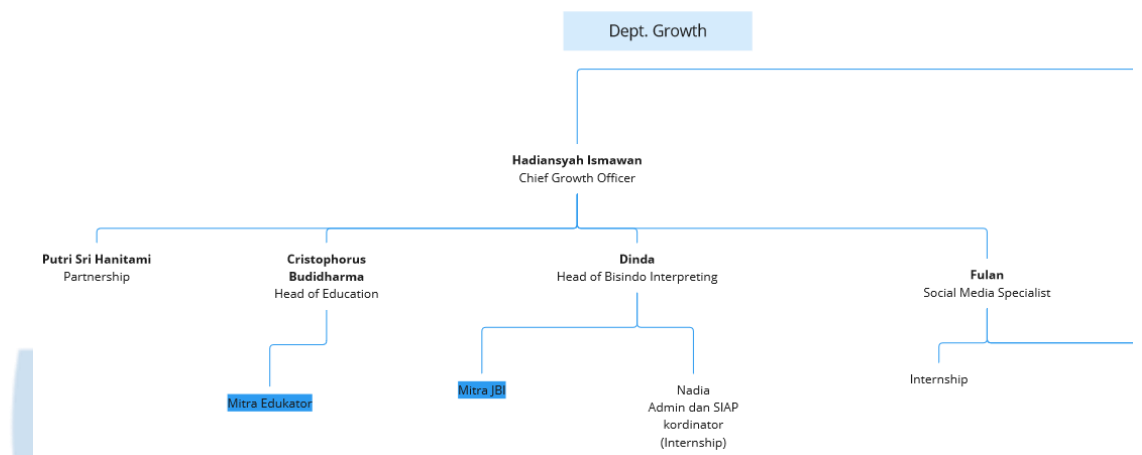 Dept. Growth
Hadiansyah Ismawan
Chief Growth Officer
Putri Sri Hanitami
Partnership
Cristophorus
Budidharma
Head of Education
Dinda
Head of Bisindo Interpreting
Fulan
Social Media Specialist
Mitra Edukator
Mitra JBI
Nadia
Admin dan SIAP
kordinator
(Internship)
Internship